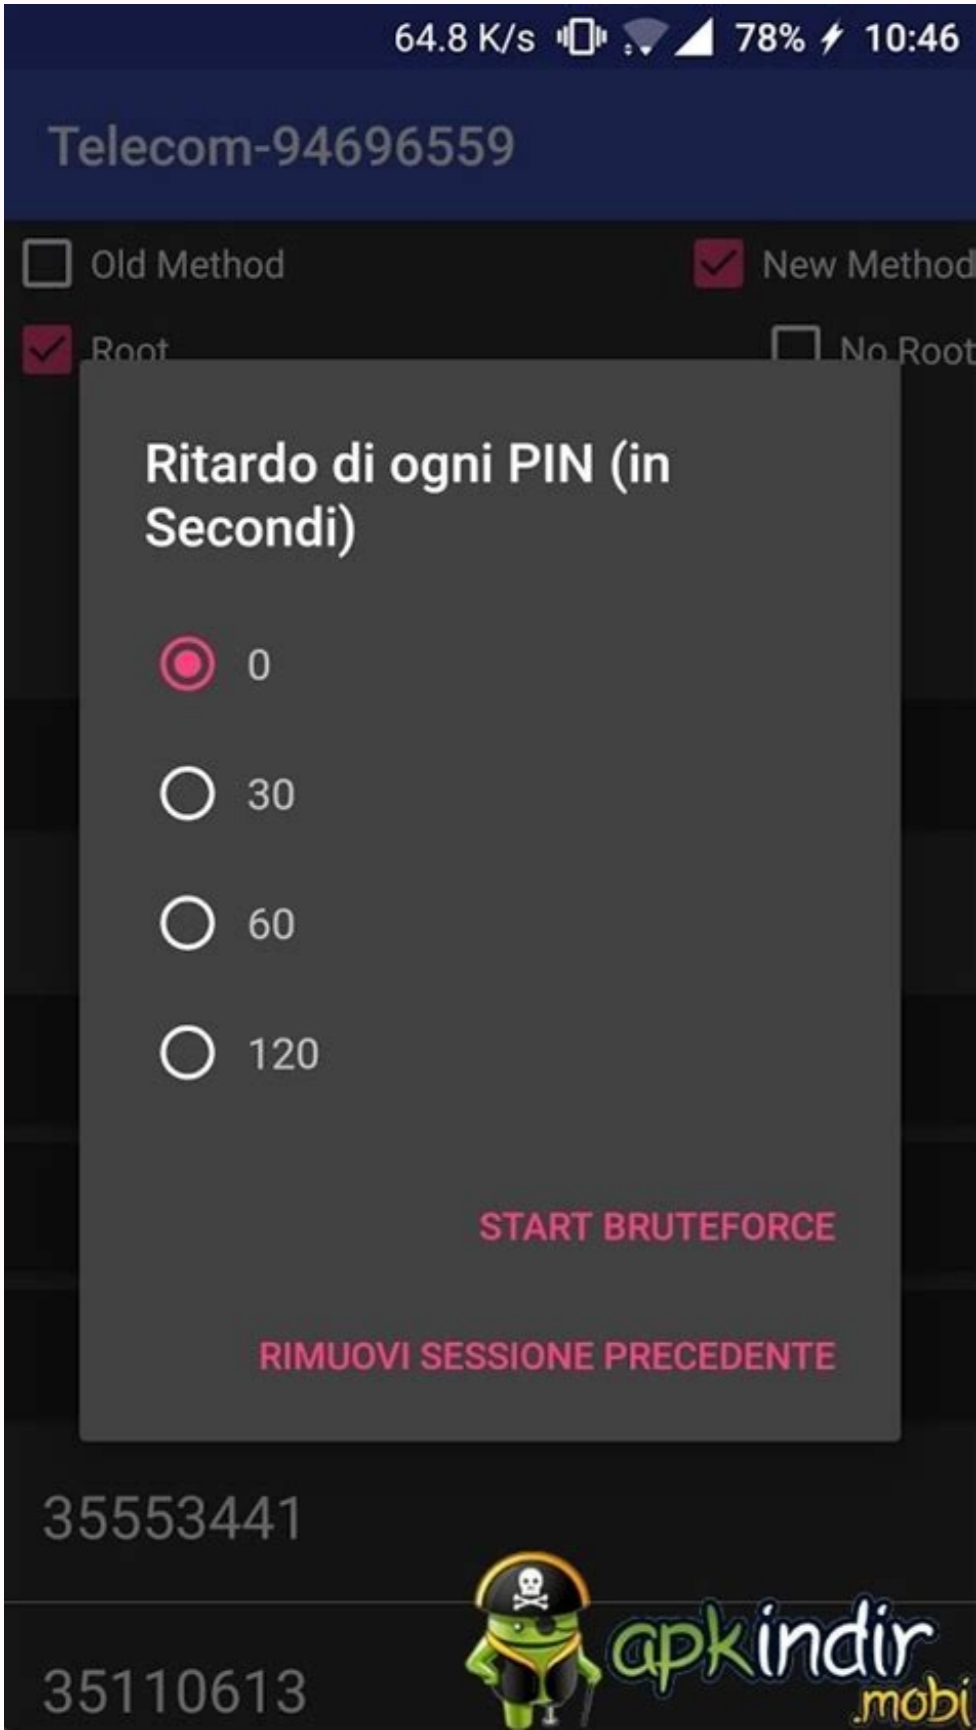 64.8 K/s 78% 10:46
Telecom-94696559
Old Method New Method
Root No Root
Ritardo di ogni PIN (in
Secondi)
0
30
60
120
START BRUTEFORCE
RIMUOVI SESSIONE PRECEDENTE
35553441
35110613
apkindir
.mobi